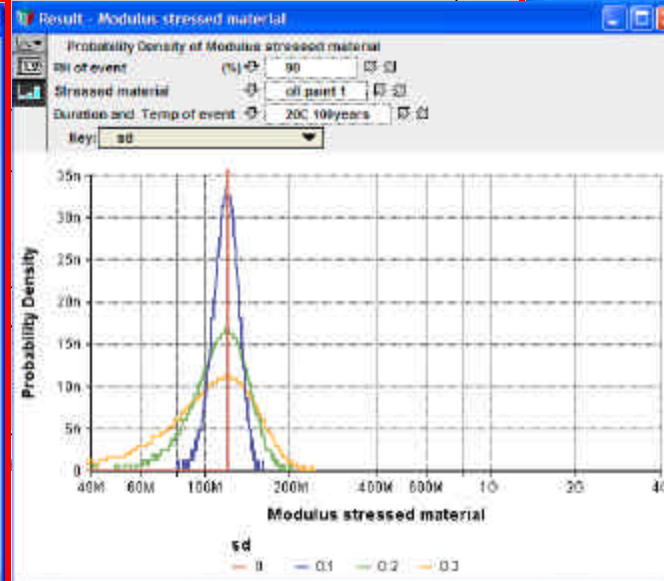 Result - Modulus stressed material
Probability Density of Modulus stressed material
RH of event (%) 90
Stressed material oil paint 1
Duration and Temp of event 20C 100years
Key: sd
Probability Density
35n
30n
25n
20n
15n
10n
5n
0
40M 60M 100M 200M 400M 600M 1G 2G
Modulus stressed material
sd
0 0.1 0.2 0.3